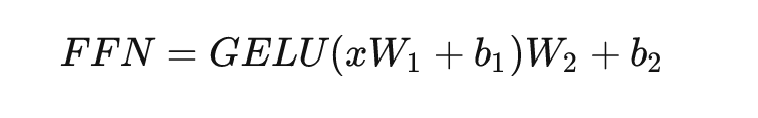 FFN = GELU(xW₁ + b₁)W₂ + b₂